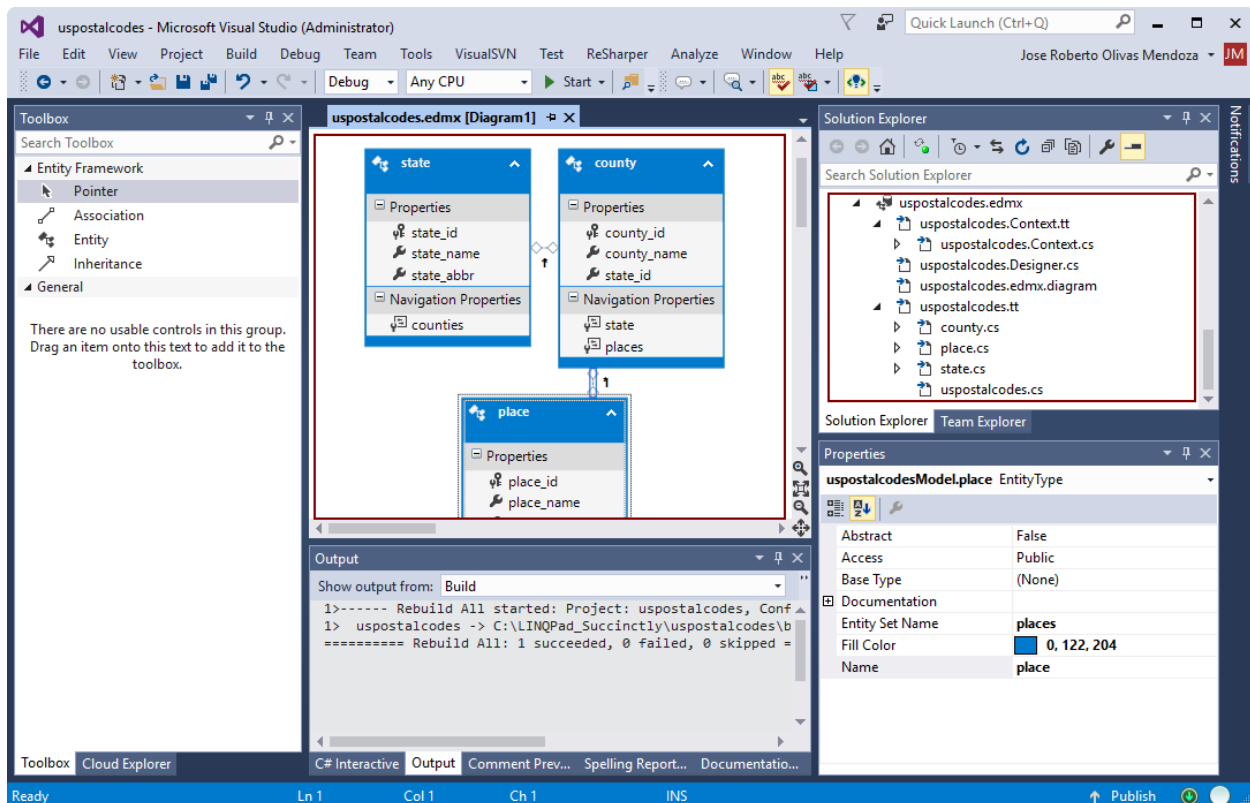 uspostalcodes - Microsoft Visual Studio (Administrator)
Quick Launch (Ctrl+Q)
File Edit View Project Build Debug Team Tools VisualSVN Test ReSharper Analyze Window Help
Jose Roberto Olivas Mendoza JM
Debug Any CPU Start
Toolbox
Search Toolbox
Entity Framework
Pointer
Association
Entity
Inheritance
General
There are no usable controls in this group.
Drag an item onto this text to add it to the
toolbox.
Toolbox Cloud Explorer
uspostalcodes.edmx [Diagram1]
state
Properties
state_id
state_name
state_abbr
Navigation Properties
counties
county
Properties
county_id
county_name
state_id
Navigation Properties
state
places
place
Properties
place_id
place_name
Output
Show output from: Build
1>------ Rebuild All started: Project: uspostalcodes, Conf
1> uspostalcodes -> C:\LINQPad_Succinctly\uspostalcodes\b
========== Rebuild All: 1 succeeded, 0 failed, 0 skipped =
C# Interactive Output Comment Prev... Spelling Report... Documentatio...
Solution Explorer
Search Solution Explorer
uspostalcodes.edmx
uspostalcodes.Context.tt
uspostalcodes.Context.cs
uspostalcodes.Designer.cs
uspostalcodes.edmx.diagram
uspostalcodes.tt
county.cs
place.cs
state.cs
uspostalcodes.cs
Solution Explorer Team Explorer
Properties
uspostalcodesModel.place EntityType
Abstract False
Access Public
Base Type (None)
Documentation
Entity Set Name places
Fill Color 0, 122, 204
Name place
Notifications
Ready Ln 1 Col 1 Ch 1 INS Publish